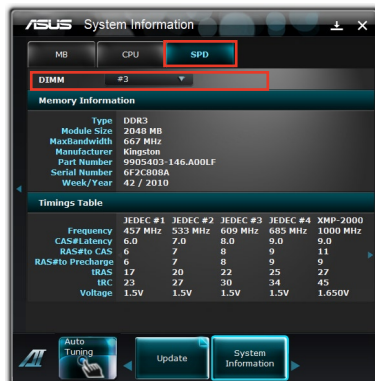 ASUS System Information
MB CPU SPD
DIMM #3
Memory Information
Type DDR3
Module Size 2048 MB
MaxBandwidth 667 MHz
Manufacturer Kingston
Part Number 9905403-146.A00LF
Serial Number 6F2C808A
Week/Year 42 / 2010
Timings Table
JEDEC #1 JEDEC #2 JEDEC #3 JEDEC #4 XMP-2000
Frequency 457 MHz 533 MHz 609 MHz 685 MHz 1000 MHz
CAS#Latency 6.0 7.0 8.0 9.0 9.0
RAS#to CAS 6 7 8 9 11
RAS#to Precharge 6 7 8 9 9
tRAS 17 20 22 25 27
tRC 23 27 30 34 45
Voltage 1.5V 1.5V 1.5V 1.5V 1.650V
Auto
Tuning
Update
System
Information